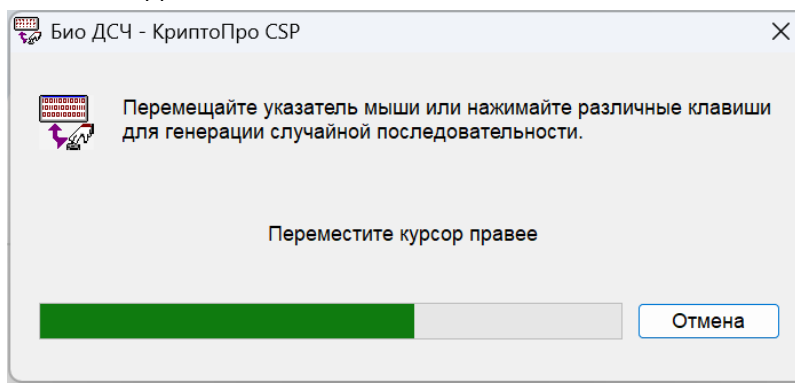 Био ДСЧ - КриптоПро CSP
Перемещайте указатель мыши или нажимайте различные клавиши
для генерации случайной последовательности.
Переместите курсор правее
Отмена